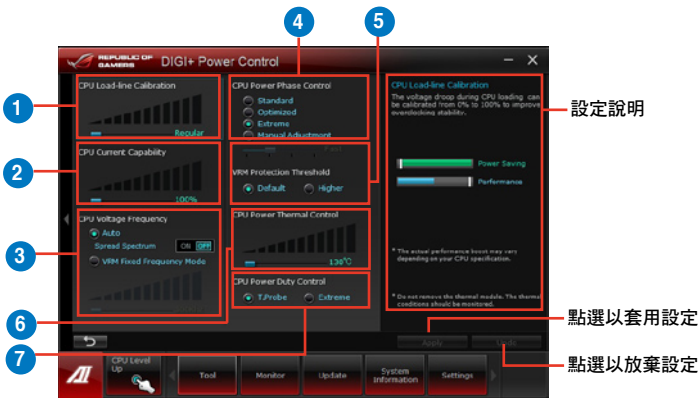 4
5
REPUBLIC OF GAMERS DIGI+ Power Control
1
CPU Load-line Calibration
Regular
2
CPU Current Capability
100%
3
CPU Voltage Frequency
Auto
Spread Spectrum ON OFF
VRM Fixed Frequency Mode
CPU Power Phase Control
Standard
Optimized
Extreme
Manual Adjustment
Fast
VRM Protection Threshold
Default Higher
CPU Power Thermal Control
130°C
6
CPU Power Duty Control
T.Probe Extreme
7
CPU Load-line Calibration
The voltage droop during CPU loading can
be calibrated from 0% to 100% to improve
overclocking stability.
Power Saving
Performance
* The actual performance boost may vary
depending on your CPU specification.
* Do not remove the thermal module. The thermal
conditions should be monitored.
設定說明
Apply Undo
點選以套用設定
點選以放棄設定
CPU Level
Up
Tool
Monitor
Update
System
Information
Settings